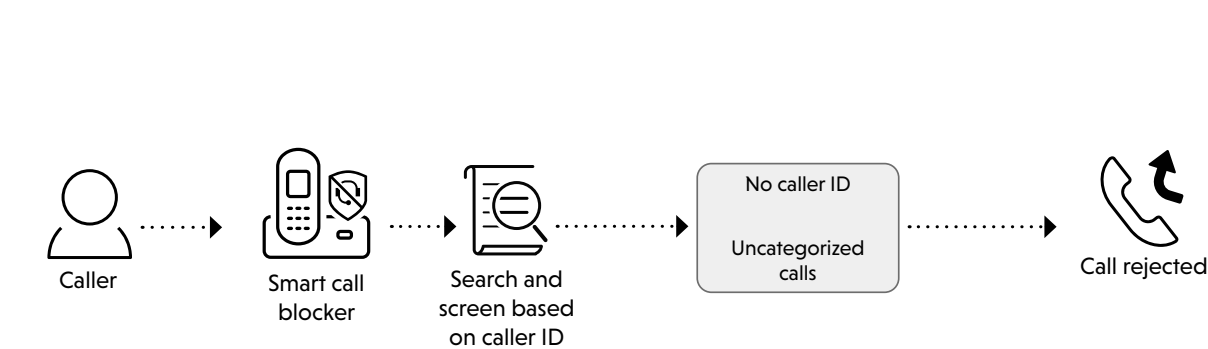 No caller ID
Uncategorized
calls
Caller
Smart call
blocker
Search and
screen based
on caller ID
Call rejected